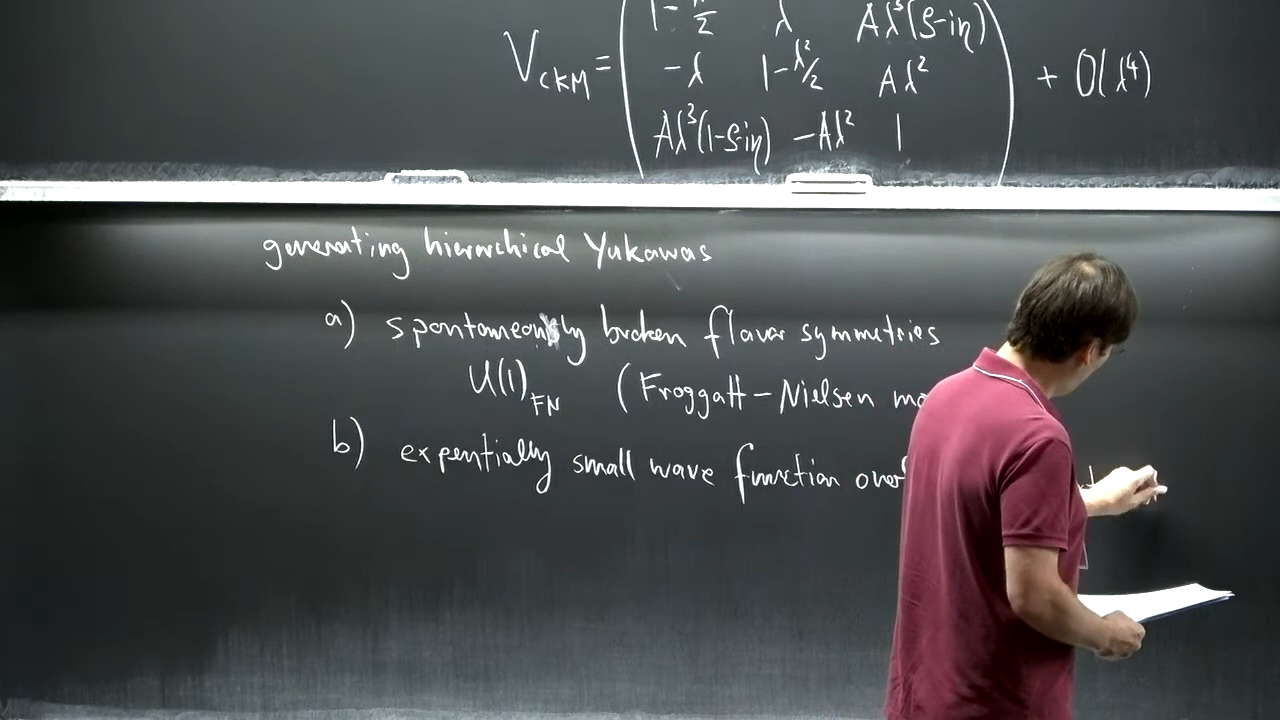 V_CKM = ( 1 - λ²/2 λ Aλ³(ρ-iη)
-λ 1-λ²/2 Aλ²
Aλ³(1-ρ-iη) -Aλ² 1 ) + O(λ⁴)
generating hierarchical Yukawas
a) spontaneously broken flavor symmetries
U(1)_FN (Froggatt-Nielsen
b) expentially small wave function